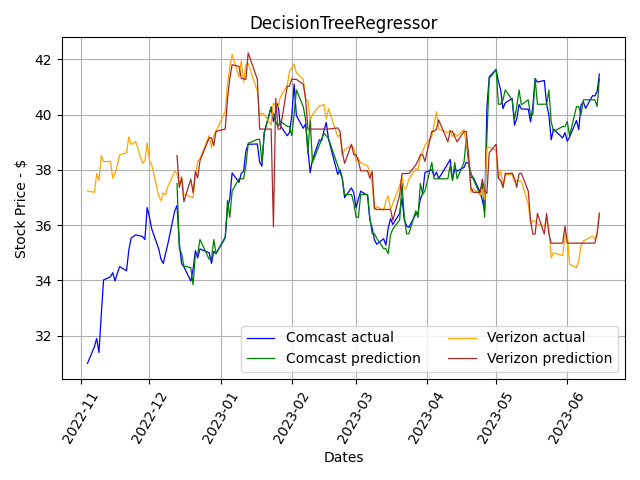 DecisionTreeRegressor
Stock Price - $
42
40
38
36
34
32
Comcast actual
Comcast prediction
Verizon actual
Verizon prediction
2022-11
2022-12
2023-01
2023-02
2023-03
2023-04
2023-05
2023-06
Dates